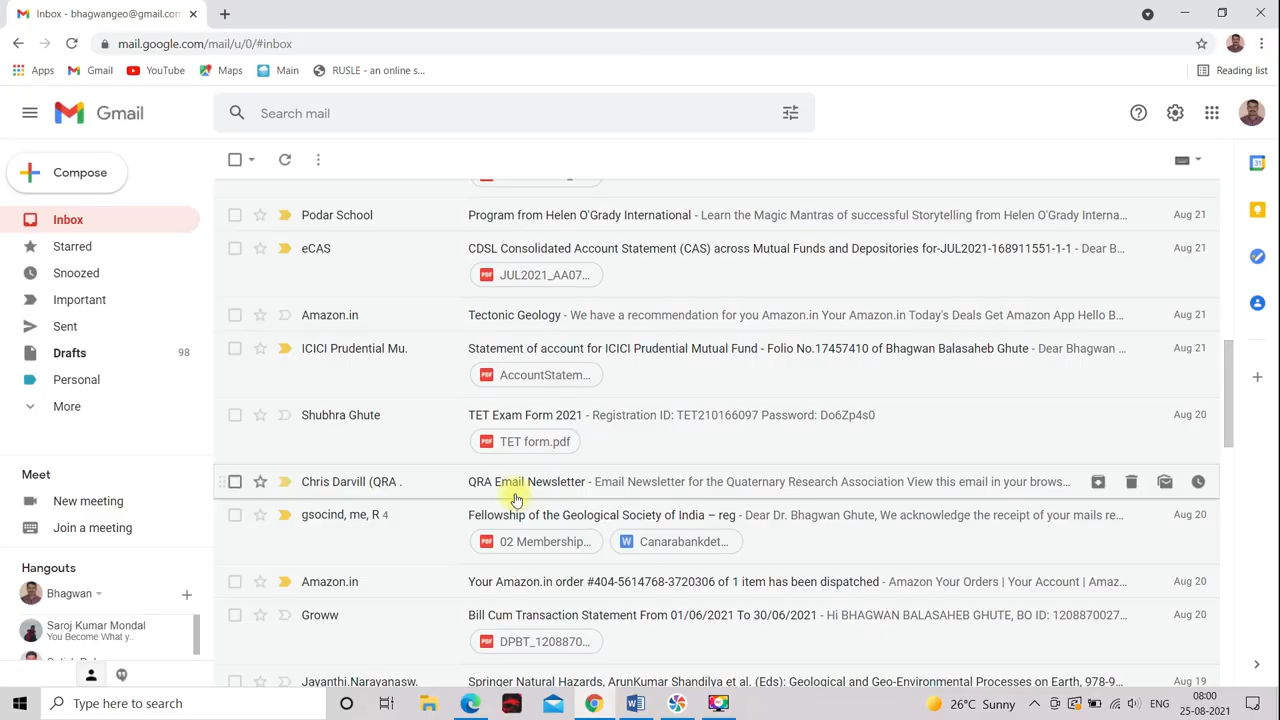 Inbox - bhagwangeo@gmail.com
mail.google.com/mail/u/0/#inbox
Apps Gmail YouTube Maps Main RUSLE - an online s... Reading list
Gmail Search mail
Compose
Inbox
Starred
Snoozed
Important
Sent
Drafts 98
Personal
More
Meet
New meeting
Join a meeting
Hangouts
Bhagwan
Saroj Kumar Mondal
You Become What y..
Podar School Program from Helen O'Grady International - Learn the Magic Mantras of successful Storytelling from Helen O'Grady Interna... Aug 21
eCAS CDSL Consolidated Account Statement (CAS) across Mutual Funds and Depositories for-JUL2021-168911551-1-1 - Dear B... Aug 21
PDF JUL2021_AA07...
Amazon.in Tectonic Geology - We have a recommendation for you Amazon.in Your Amazon.in Today's Deals Get Amazon App Hello B... Aug 21
ICICI Prudential Mu. Statement of account for ICICI Prudential Mutual Fund - Folio No.17457410 of Bhagwan Balasaheb Ghute - Dear Bhagwan ... Aug 21
PDF AccountStatem...
Shubhra Ghute TET Exam Form 2021 - Registration ID: TET210166097 Password: Do6Zp4s0 Aug 20
PDF TET form.pdf
Chris Darvill (QRA . QRA Email Newsletter - Email Newsletter for the Quaternary Research Association View this email in your brows...
gsocind, me, R 4 Fellowship of the Geological Society of India – reg - Dear Dr. Bhagwan Ghute, We acknowledge the receipt of your mails re... Aug 20
PDF 02 Membership... W Canarabankdet...
Amazon.in Your Amazon.in order #404-5614768-3720306 of 1 item has been dispatched - Amazon Your Orders | Your Account | Amaz... Aug 20
Groww Bill Cum Transaction Statement From 01/06/2021 To 30/06/2021 - Hi BHAGWAN BALASAHEB GHUTE, BO ID: 1208870027... Aug 20
PDF DPBT_1208870...
Jayanthi.Narayanasw. Springer Natural Hazards, ArunKumar Shandilya et al. (Eds): Geological and Geo-Environmental Processes on Earth, 978-9... Aug 19
Type here to search 26°C Sunny ENG 08:00
25-08-2021